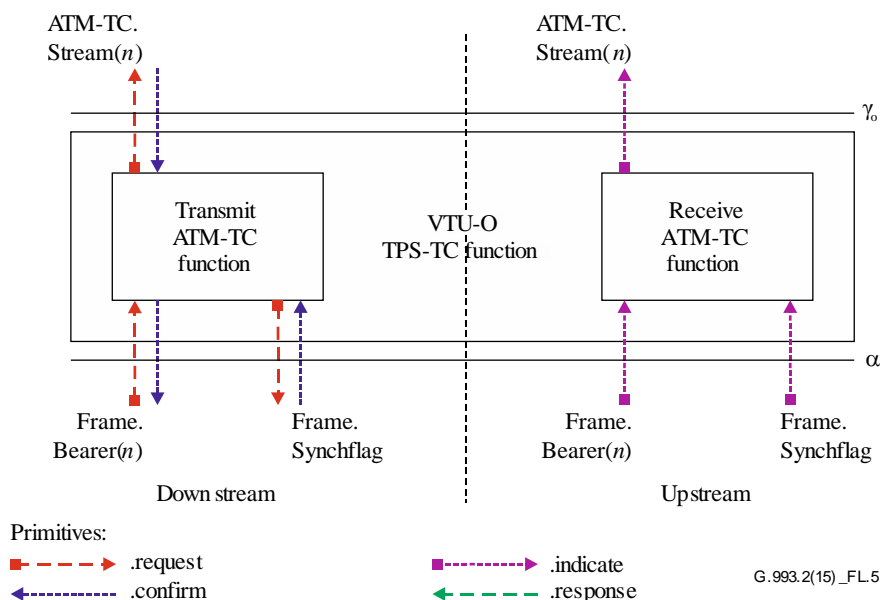 ATM-TC.
Stream(n)
ATM-TC.
Stream(n)
γo
Transmit
ATM-TC
function
VTU-O
TPS-TC function
Receive
ATM-TC
function
α
Frame.
Bearer(n)
Frame.
Synchflag
Frame.
Bearer(n)
Frame.
Synchflag
Down stream
Upstream
Primitives:
.request
.indicate
.confirm
.response
G.993.2(15)_FL.5